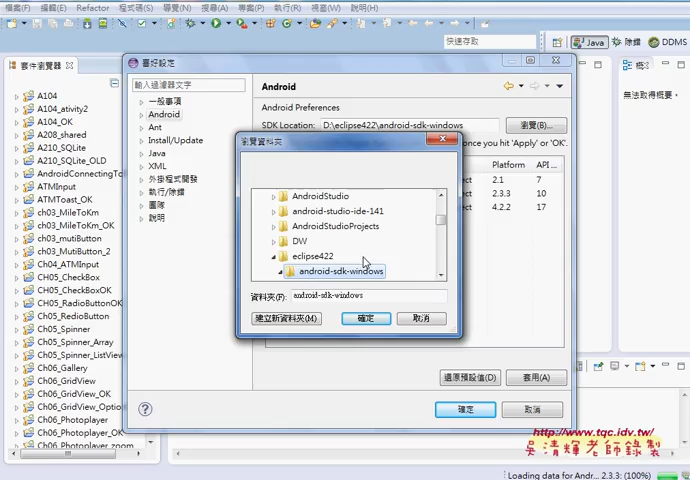 檔案(F) 編輯(E) Refactor 程式碼(S) 導覽(N) 搜尋(A) 專案(P) 執行(R) 視窗(W) 說明(H)
快速存取
Java
除錯
DDMS
套件瀏覽器
A104
A104_ativity2
A104_OK
A208_shared
A210_SQLite
A210_SQLite_OLD
AndroidConnectingTo
ATMInput
ATMToast_OK
ch03_MileToKm
ch03_MileToKm_OK
ch03_mutiButton
ch03_mutiButton_2
Ch04_ATMInput
CH05_CheckBox
CH05_CheckBox_OK
CH05_RadioButton
CH05_RadioButtonOK
Ch05_Spinner
Ch05_Spinner_Array
Ch05_Spinner_ListView
Ch06_Gallery
Ch06_GridView
Ch06_GridView_OK
Ch06_GridViewOther
Ch06_Photoplayer
Ch06_Photoplayer_OK
Ch06_Photoplayer_zoom
喜好設定
輸入過濾器文字
一般事項
Android
Ant
Install/Update
Java
XML
外掛程式開發
執行/除錯
團隊
說明
Android
Android Preferences
SDK Location: D:\eclipse422\android-sdk-windows
瀏覽(B)...
once you hit 'Apply' or 'OK'.
Platform API ...
2.1 7
2.3.3 10
4.2.2 17
還原預設值(D)
套用(A)
確定
取消
瀏覽資料夾
AndroidStudio
android-studio-ide-141
AndroidStudioProjects
DW
eclipse422
android-sdk-windows
資料夾(F): android-sdk-windows
建立新資料夾(M)
確定
取消
無法取得概要。
http://www.tqc.idv.tw/
吳清輝老師錄製
Loading data for Andr... 2.3.3: (100%)